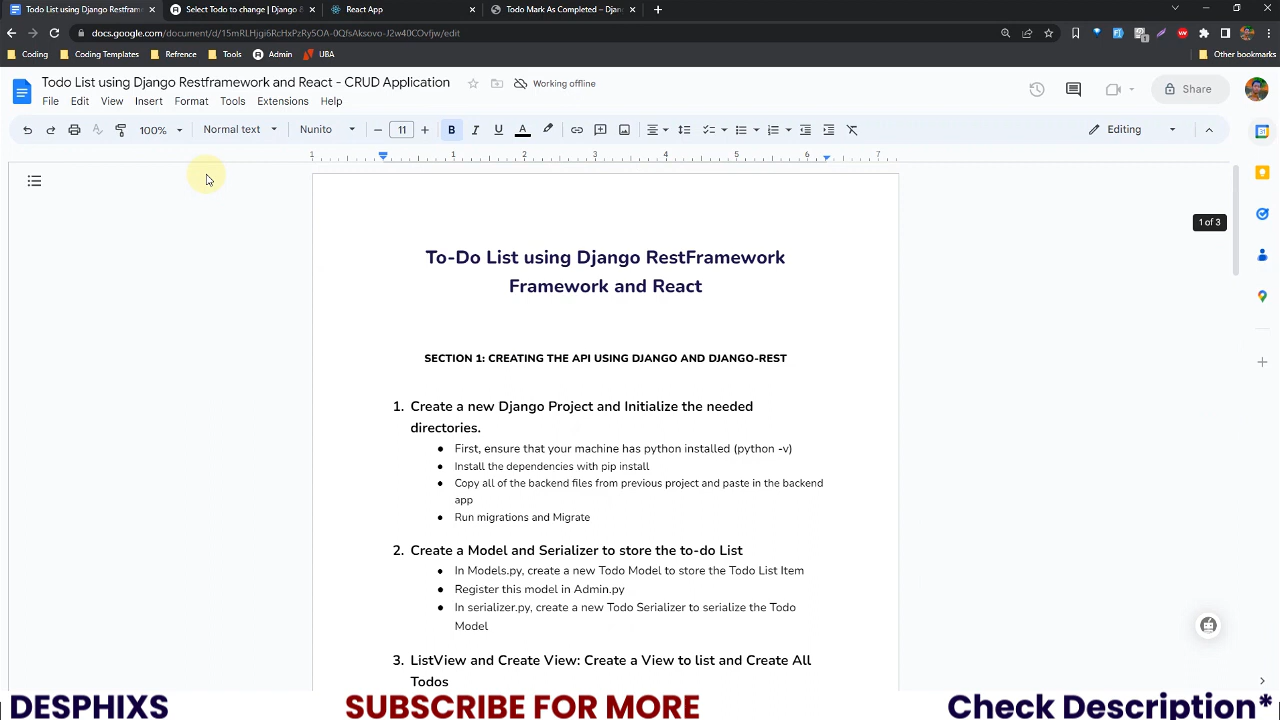 Todo List using Django Restfram
Select Todo to change | Django
React App
Todo Mark As Completed – Djan
docs.google.com/document/d/15mRLHjgi6RcHxPzRy5OA-0QfsAksovo-J2w40COvfjw/edit
Coding
Coding Templates
Refrence
Tools
Admin
UBA
Other bookmarks
Todo List using Django Restframework and React - CRUD Application
Working offline
File Edit View Insert Format Tools Extensions Help
Share
100%
Normal text
Nunito
11
Editing
1 1 2 3 4 5 6 7
1 of 3
To-Do List using Django RestFramework
Framework and React
SECTION 1: CREATING THE API USING DJANGO AND DJANGO-REST
1. Create a new Django Project and Initialize the needed
directories.
● First, ensure that your machine has python installed (python -v)
● Install the dependencies with pip install
● Copy all of the backend files from previous project and paste in the backend
app
● Run migrations and Migrate
2. Create a Model and Serializer to store the to-do List
● In Models.py, create a new Todo Model to store the Todo List Item
● Register this model in Admin.py
● In serializer.py, create a new Todo Serializer to serialize the Todo
Model
3. ListView and Create View: Create a View to list and Create All
Todos
DESPHIXS
SUBSCRIBE FOR MORE
Check Description*